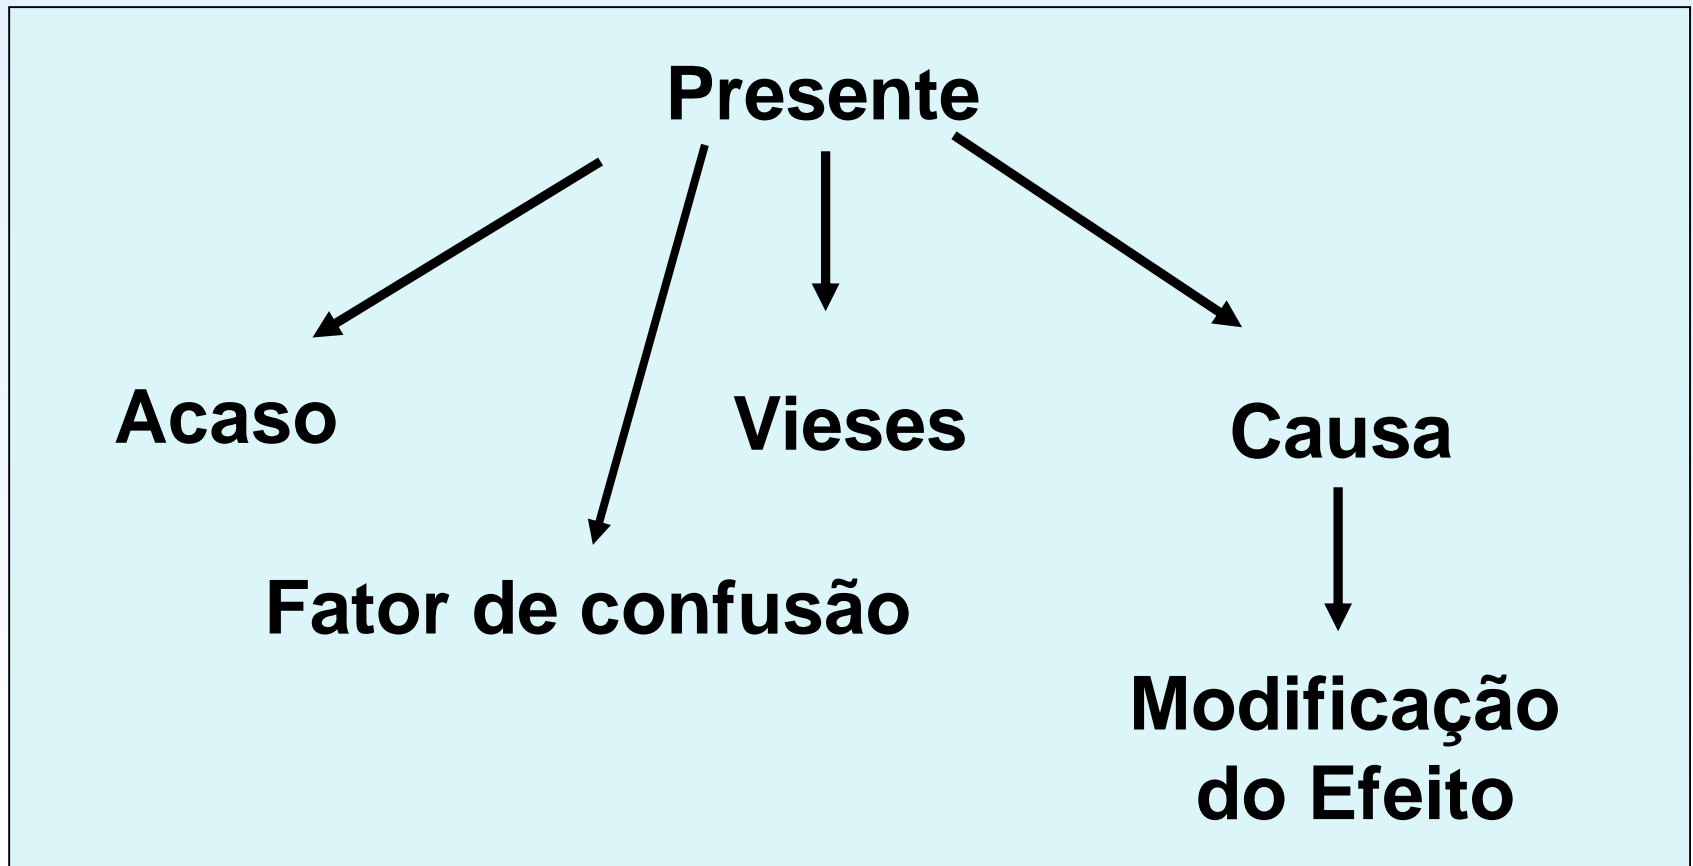 Presente
Acaso
Vieses
Causa
Fator de confusão
Modificação
do Efeito